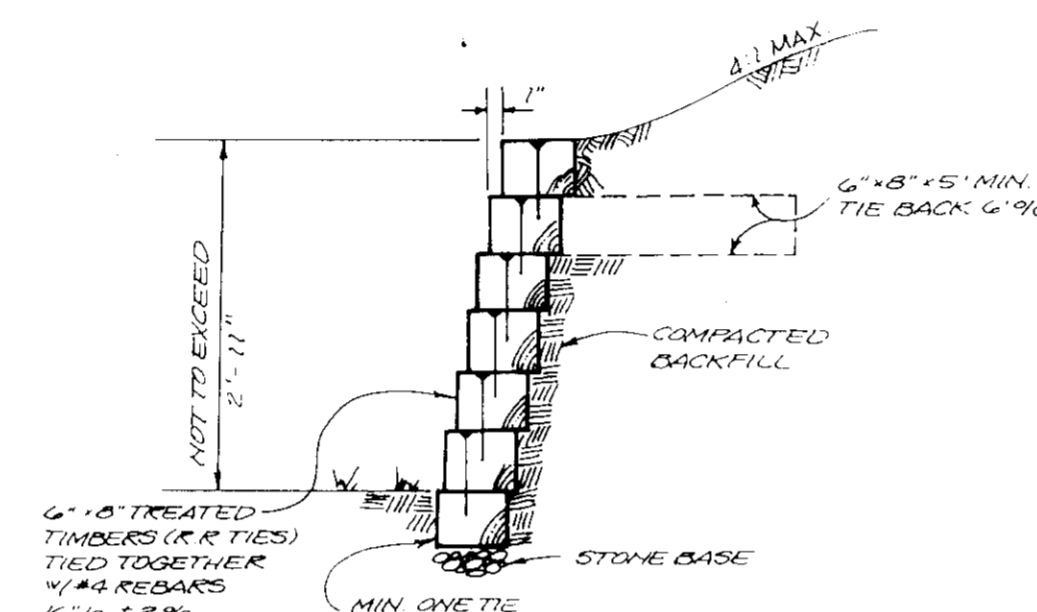 4:1 MAX.
1"
6"x8"x5' MIN.
TIE BACK 6' %
NOT TO EXCEED
2'-11"
COMPACTED
BACKFILL
6"x8" TREATED
TIMBERS (R.R TIES)
TIED TOGETHER
W/ #4 REBARS
STONE BASE
MIN. ONE TIE